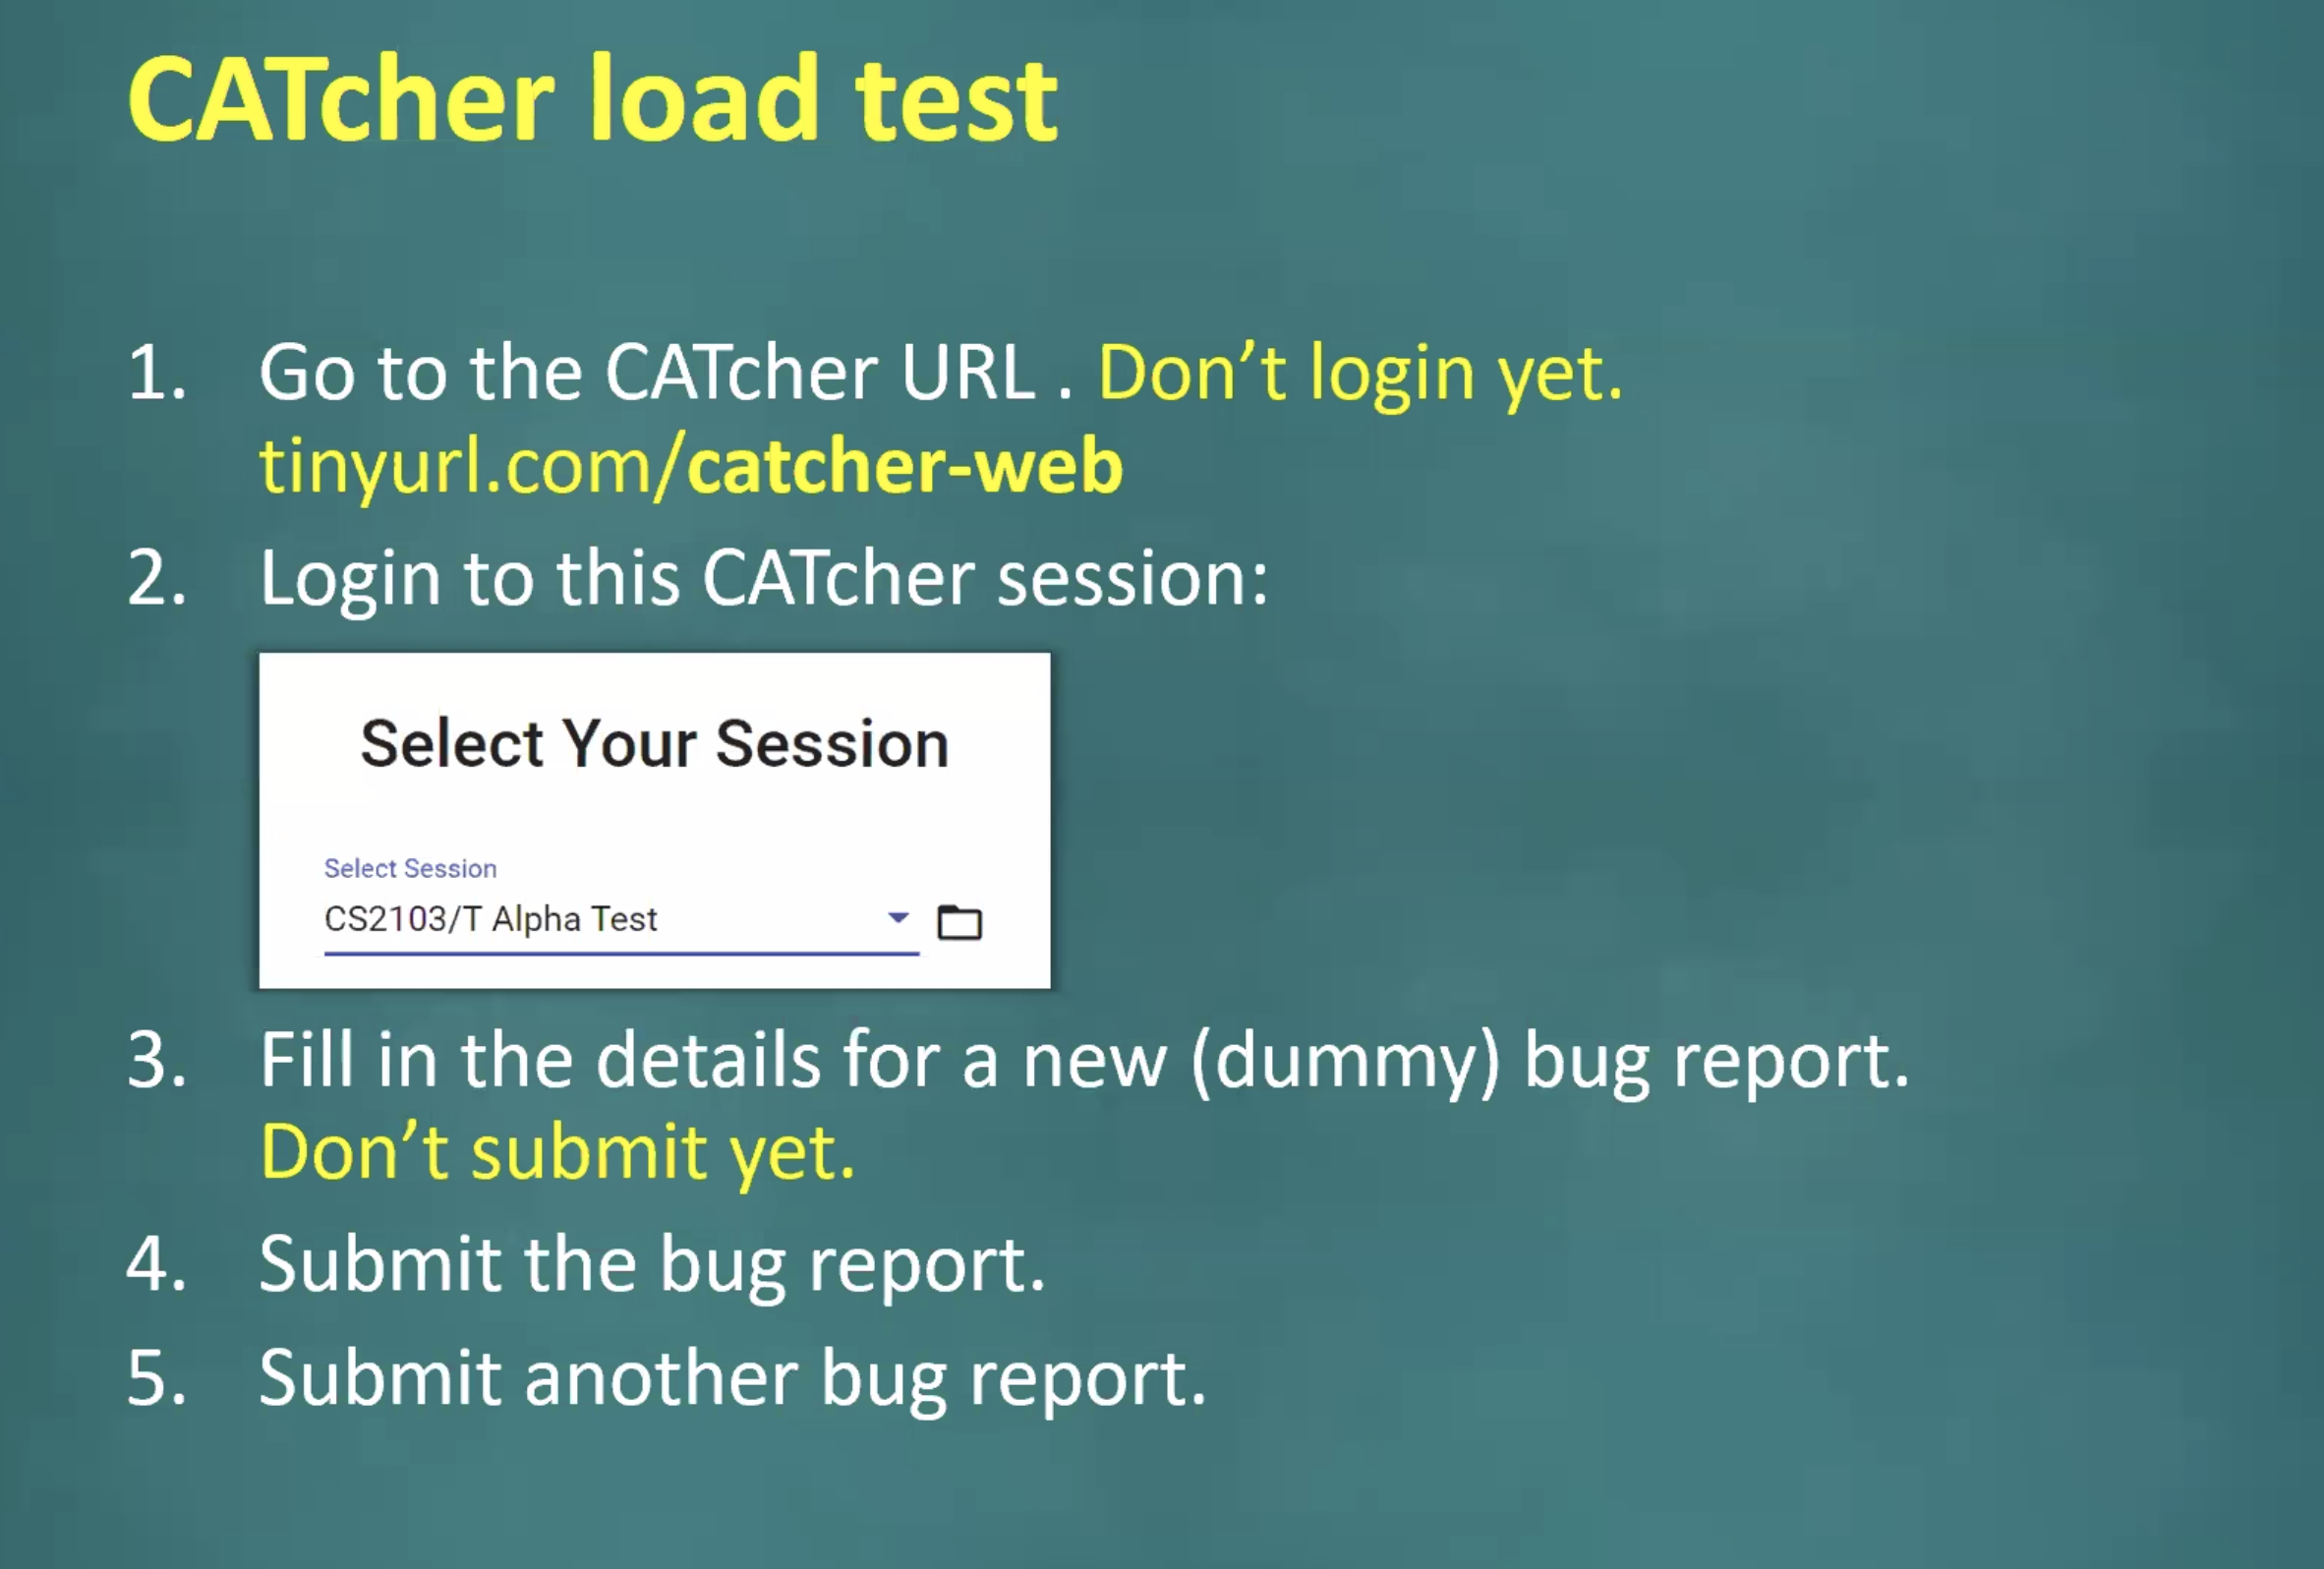 CATcher load test
1. Go to the CATcher URL . Don’t login yet.
tinyurl.com/catcher-web
2. Login to this CATcher session:
Select Your Session
Select Session
CS2103/T Alpha Test
3. Fill in the details for a new (dummy) bug report.
Don’t submit yet.
4. Submit the bug report.
5. Submit another bug report.